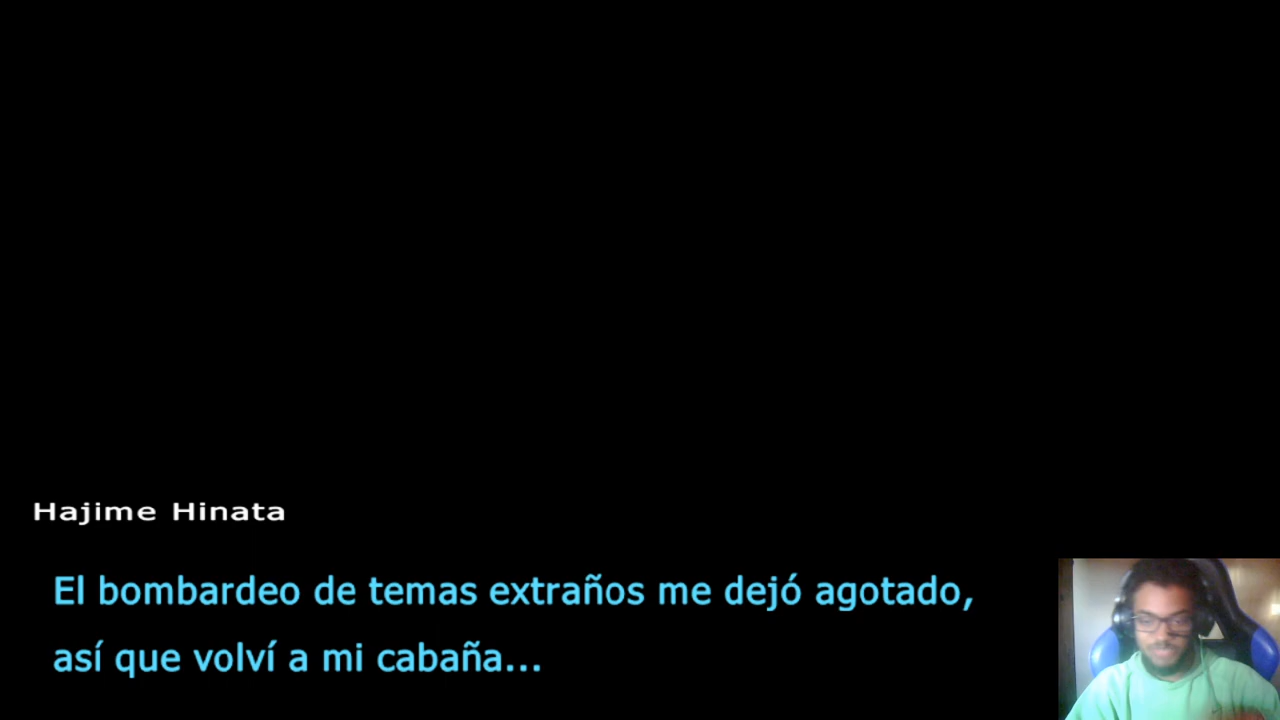 Hajime Hinata
El bombardeo de temas extraños me dejó agotado,
así que volví a mi cabaña...